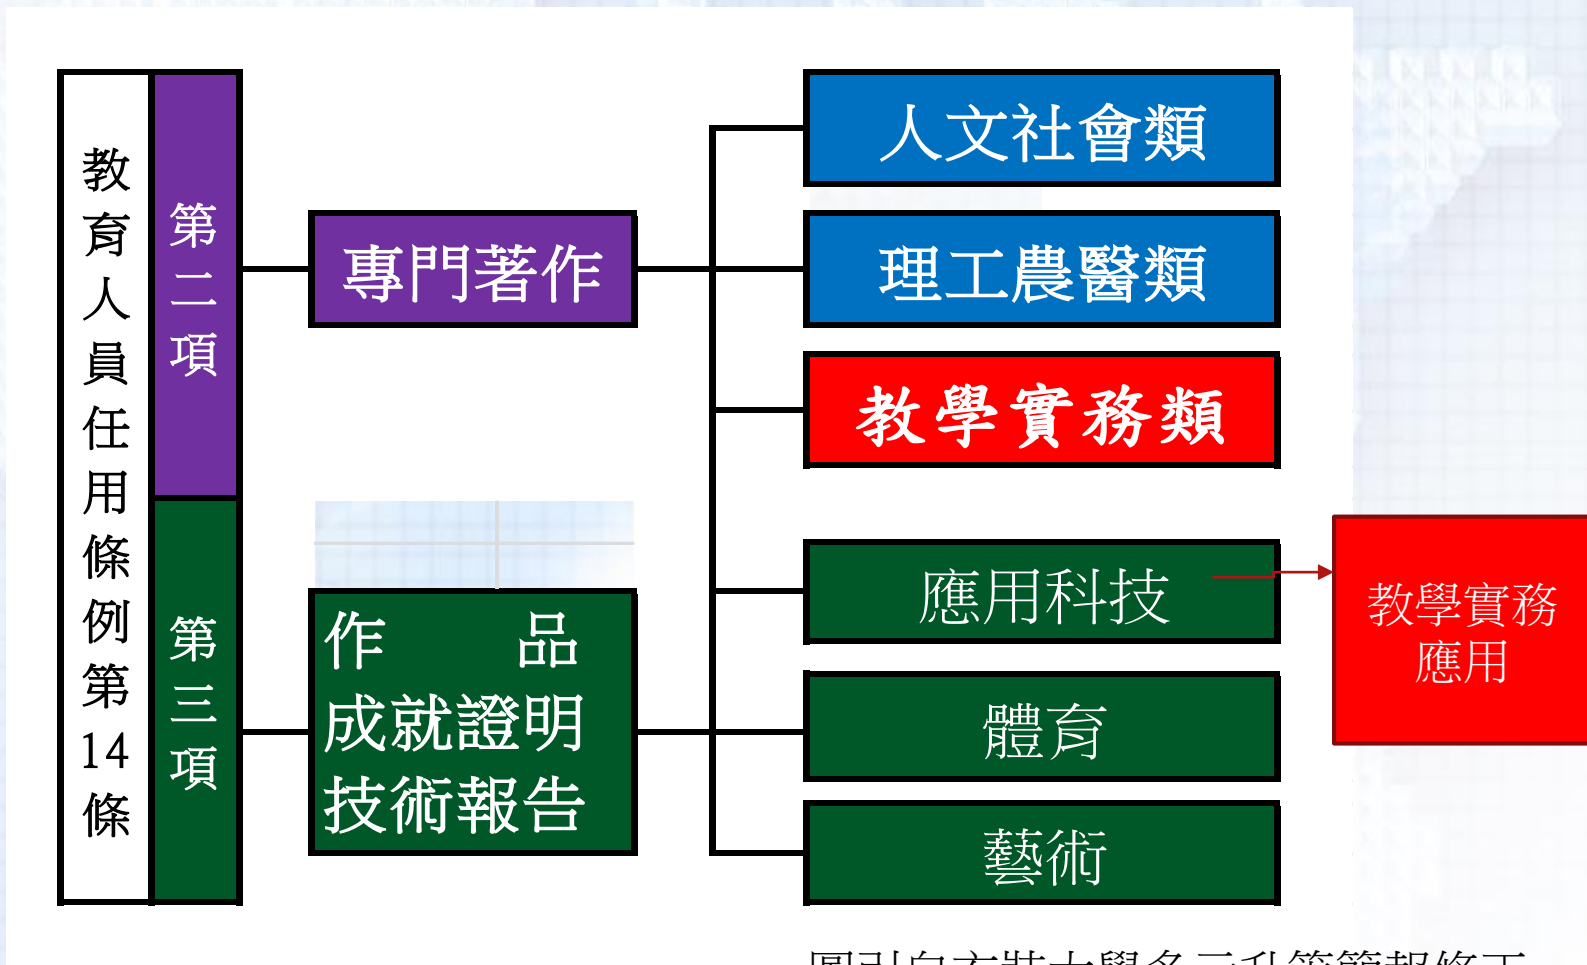 教育人員任用條例第14條
第二項
第三項
專門著作
作 品
成就證明
技術報告
人文社會類
理工農醫類
教學實務類
應用科技
體育
藝術
教學實務
應用